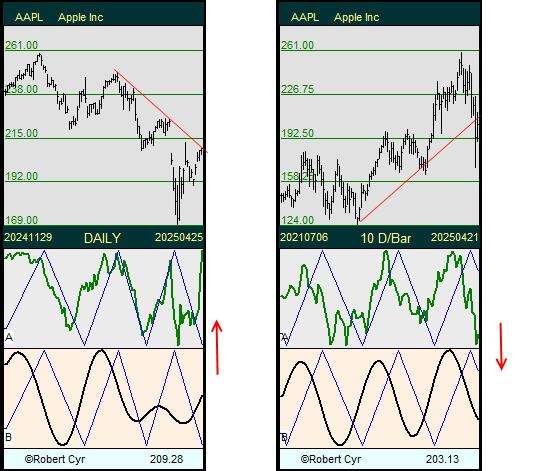 AAPL Apple Inc
261.00
238.00
215.00
192.00
169.00
20241129 DAILY 20250425
A
B
©Robert Cyr 209.28
AAPL Apple Inc
261.00
226.75
192.50
158.25
124.00
20210706 10 D/Bar 20250421
A
B
©Robert Cyr 203.13